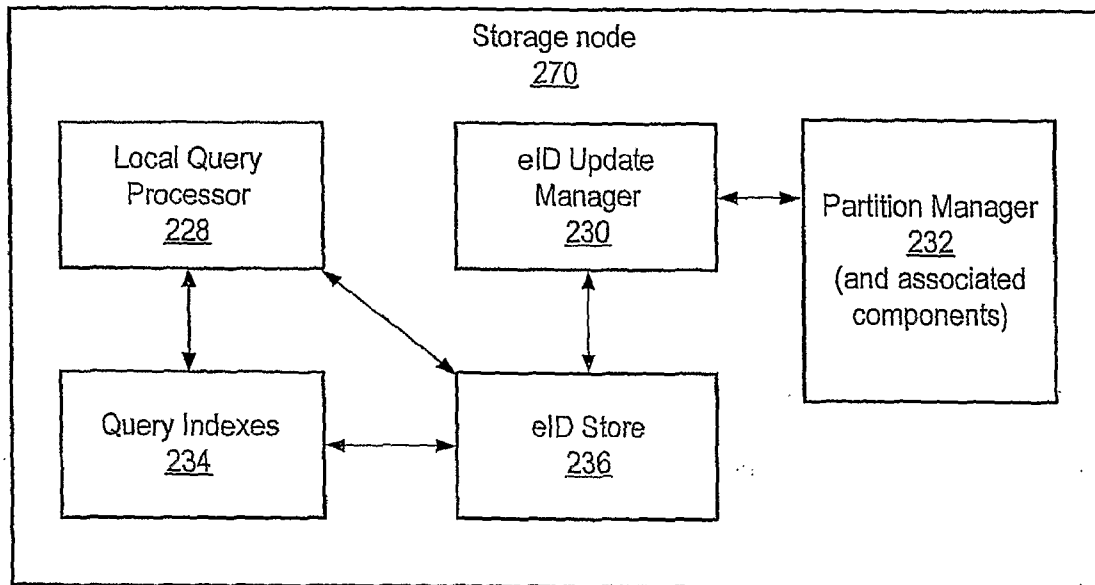 Storage node
270
Local Query
Processor
228
eID Update
Manager
230
Partition Manager
232
(and associated
components)
Query Indexes
234
eID Store
236